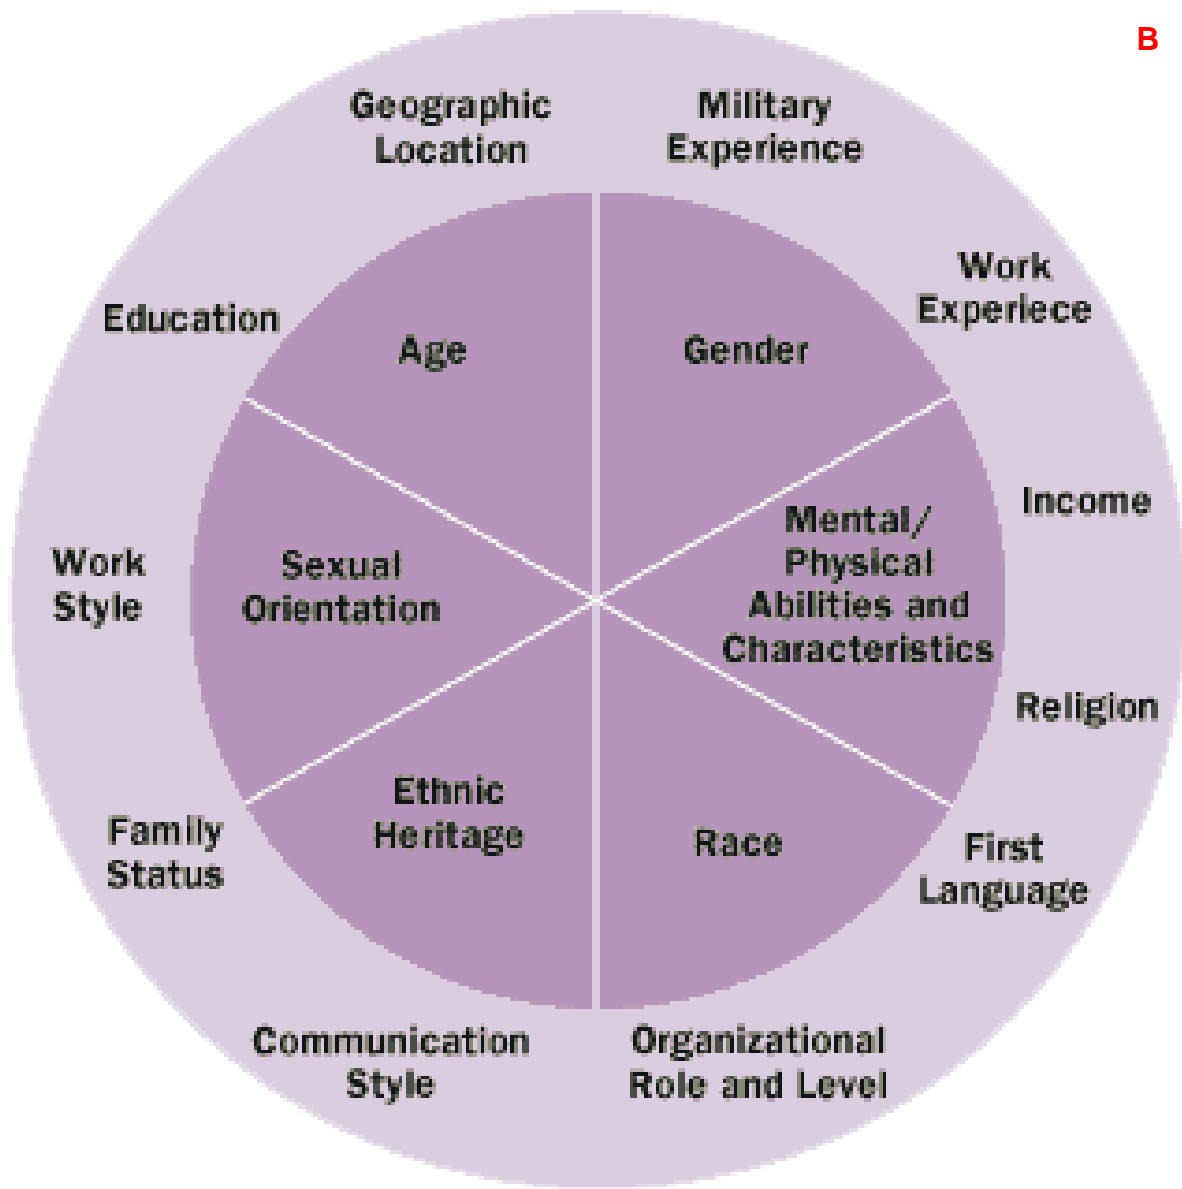 B
Geographic
Location
Military
Experience
Work
Experiece
Education
Age
Gender
Income
Mental/
Physical
Abilities and
Characteristics
Sexual
Orientation
Work
Style
Religion
Ethnic
Heritage
Race
Family
Status
First
Language
Communication
Style
Organizational
Role and Level